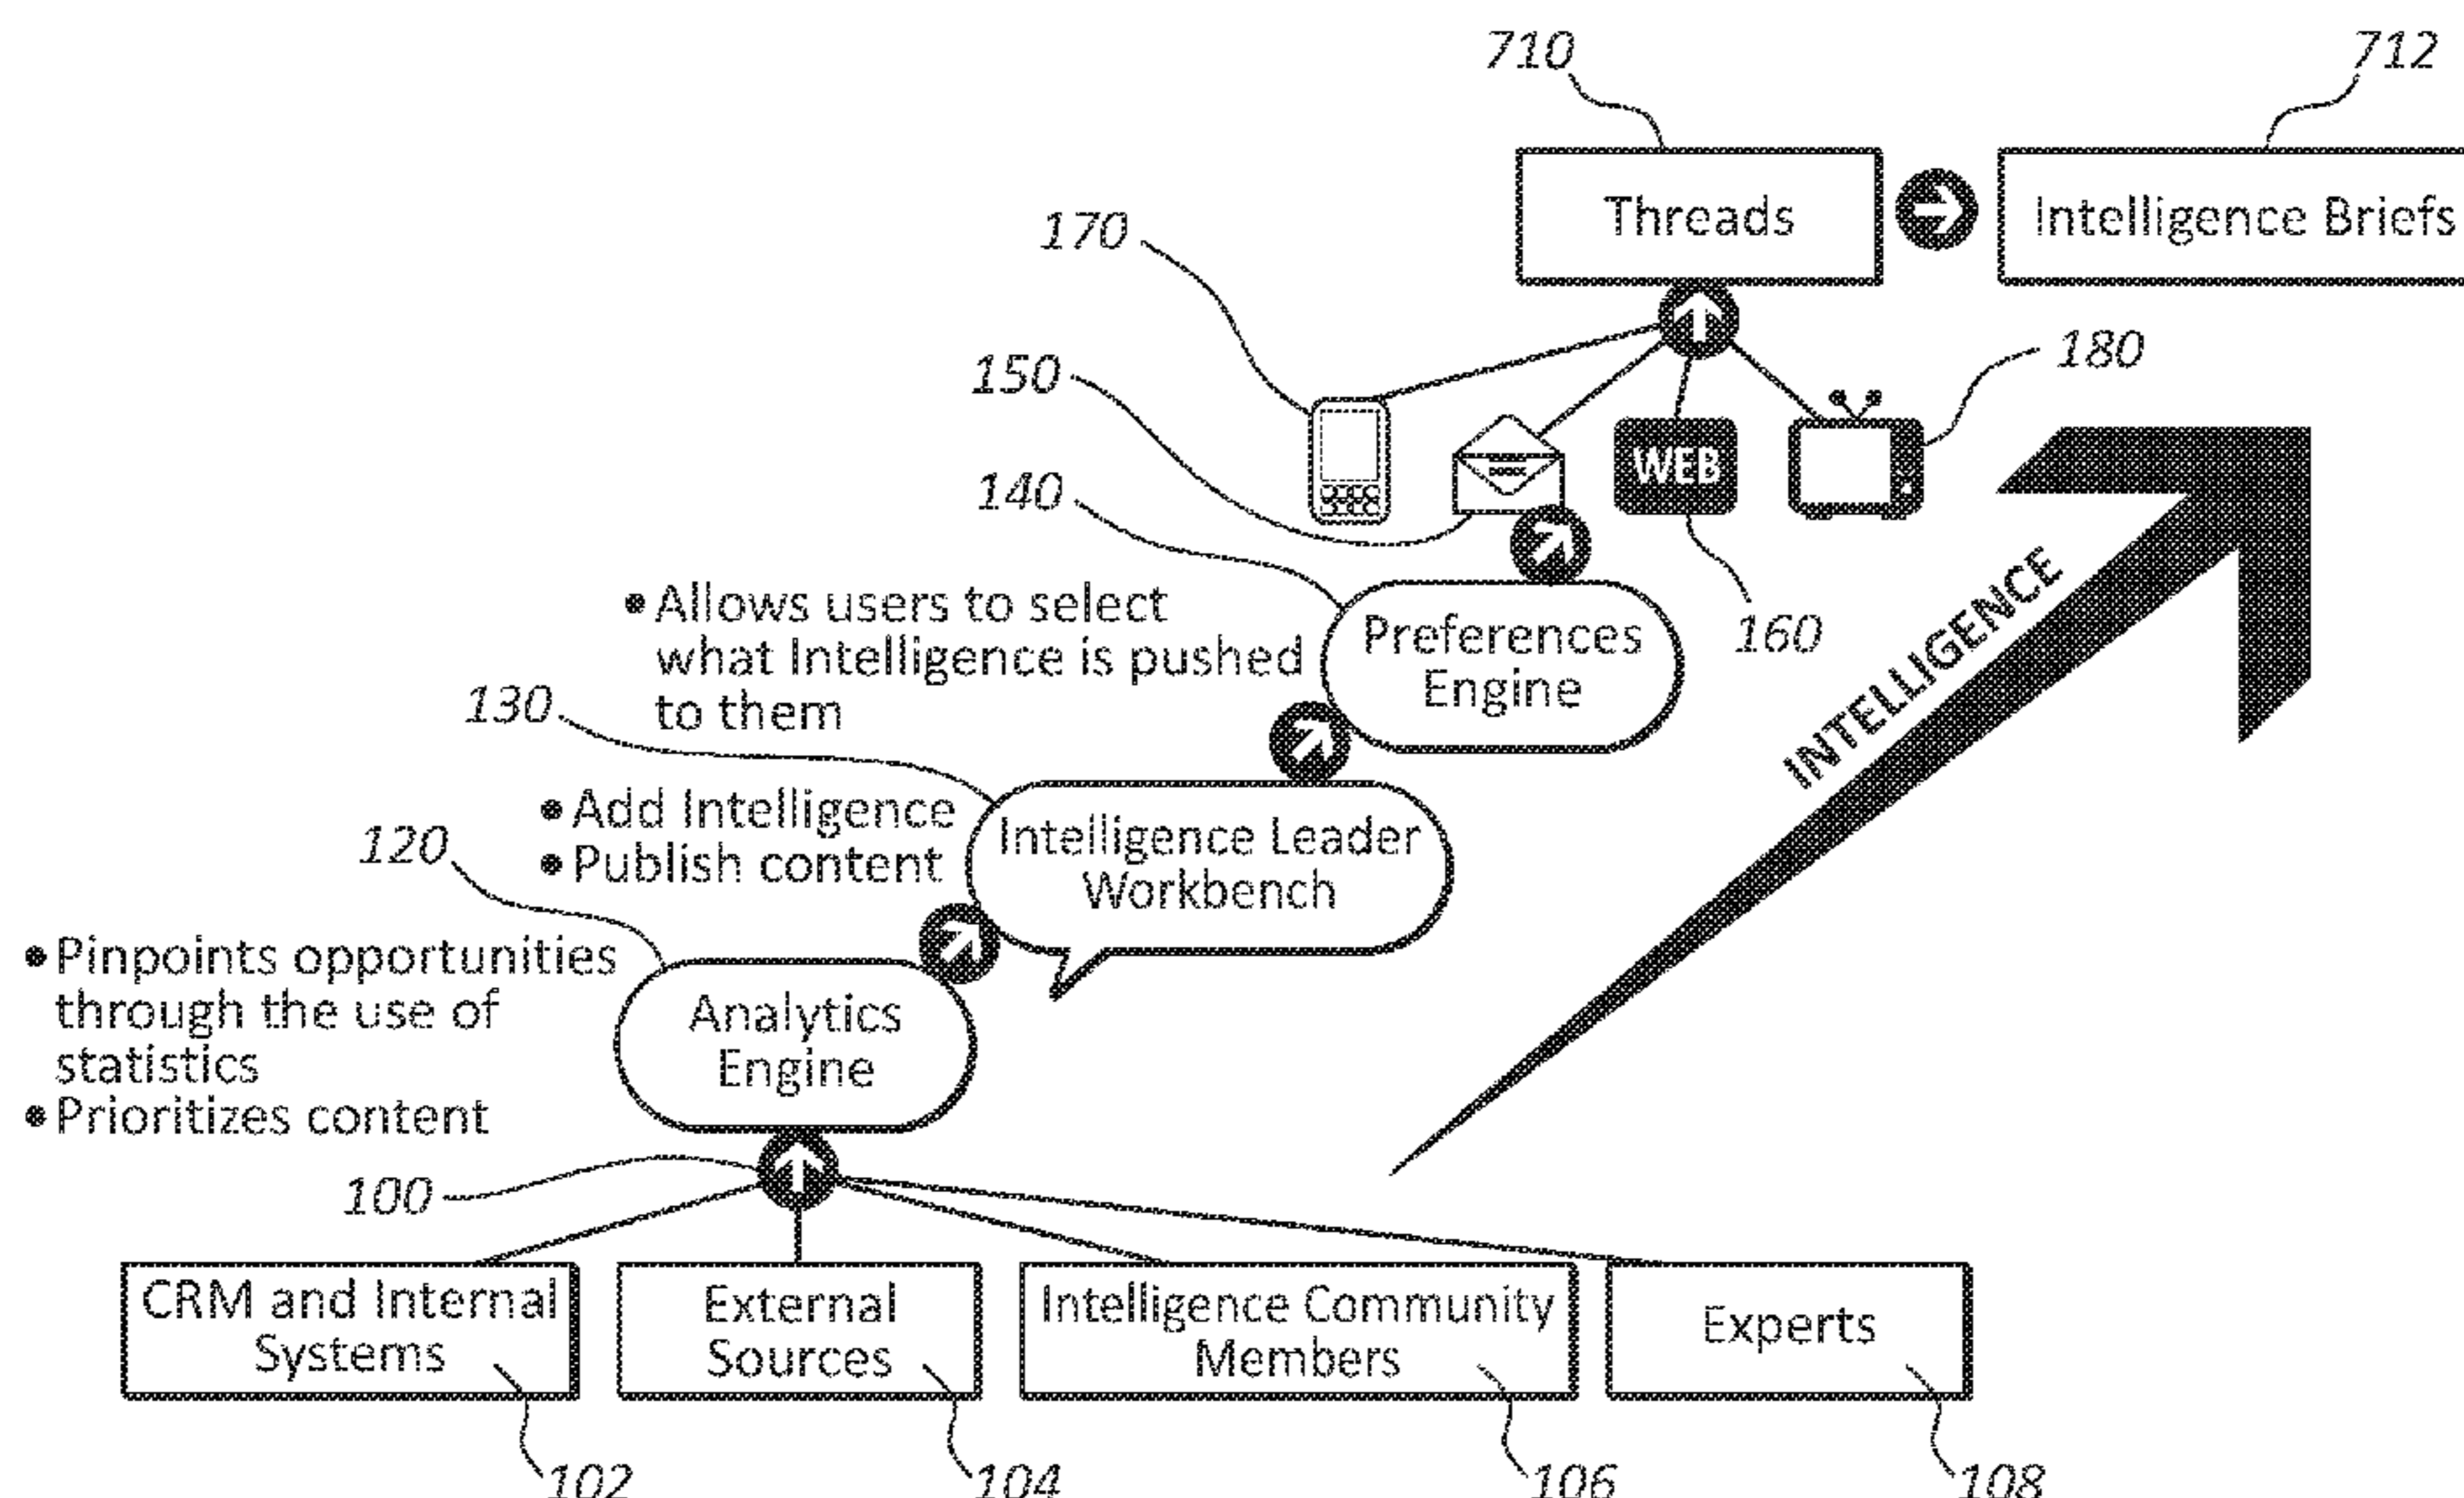 710
712
Threads
Intelligence Briefs
170
150
180
140
WEB
160
• Allows users to select
what Intelligence is pushed
to them
Preferences
Engine
INTELLIGENCE
130
• Add Intelligence
• Publish content
Intelligence Leader
Workbench
120
• Pinpoints opportunities
through the use of
statistics
• Prioritizes content
Analytics
Engine
100
CRM and Internal
Systems
External
Sources
Intelligence Community
Members
Experts
102
104
106
108